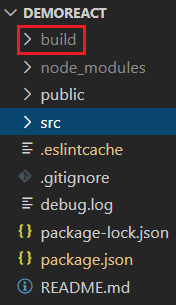 DEMOREACT
build
node_modules
public
src
.eslintcache
.gitignore
debug.log
package-lock.json
package.json
README.md